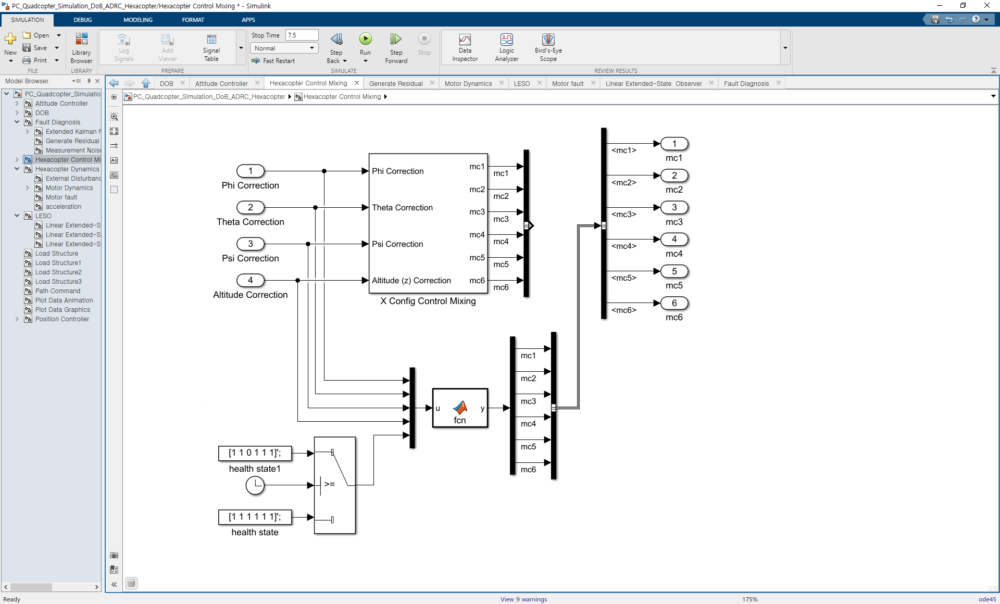 PC_Quadcopter_Simulation_DoB_ADRC_Hexacopter/Hexacopter Control Mixing * - Simulink
SIMULATION
DEBUG
MODELING
FORMAT
APPS
New
Open
Save
Print
FILE
Library
Browser
LIBRARY
Log
Signals
Add
Viewer
Signal
Table
PREPARE
Stop Time
7.5
Normal
Fast Restart
Step
Back
Run
Step
Forward
Stop
SIMULATE
Data
Inspector
Logic
Analyzer
Bird's-Eye
Scope
REVIEW RESULTS
Model Browser
PC_Quadcopter_Simulatio
Attitude Controller
DOB
Fault Diagnosis
Extended Kalman F
Generate Residual
Measurement Nois
Hexacopter Control Mi
Hexacopter Dynamics
External Disturbanc
Motor Dynamics
Motor fault
acceleration
LESO
Linear Extended-S
Linear Extended-S
Linear Extended-S
Load Structure
Load Structure1
Load Structure2
Load Structure3
Path Command
Plot Data Animation
Plot Data Graphics
Position Controller
DOB
Attitude Controller
Hexacopter Control Mixing
Generate Residual
Motor Dynamics
LESO
Motor fault
Linear Extended-State Observer
Fault Diagnosis
PC_Quadcopter_Simulation_DoB_ADRC_Hexacopter
Hexacopter Control Mixing
1
Phi Correction
2
Theta Correction
3
Psi Correction
4
Altitude Correction
Phi Correction
Theta Correction
Psi Correction
Altitude (z) Correction
mc1
mc2
mc3
mc4
mc5
mc6
X Config Control Mixing
mc1
mc2
mc3
mc4
mc5
mc6
<mc1>
<mc2>
<mc3>
<mc4>
<mc5>
<mc6>
1
mc1
2
mc2
3
mc3
4
mc4
5
mc5
6
mc6
u
fcn
y
mc1
mc2
mc3
mc4
mc5
mc6
[1 1 0 1 1 1]';
health state1
>=
[1 1 1 1 1 1]';
health state
Ready
View 9 warnings
175%
ode45